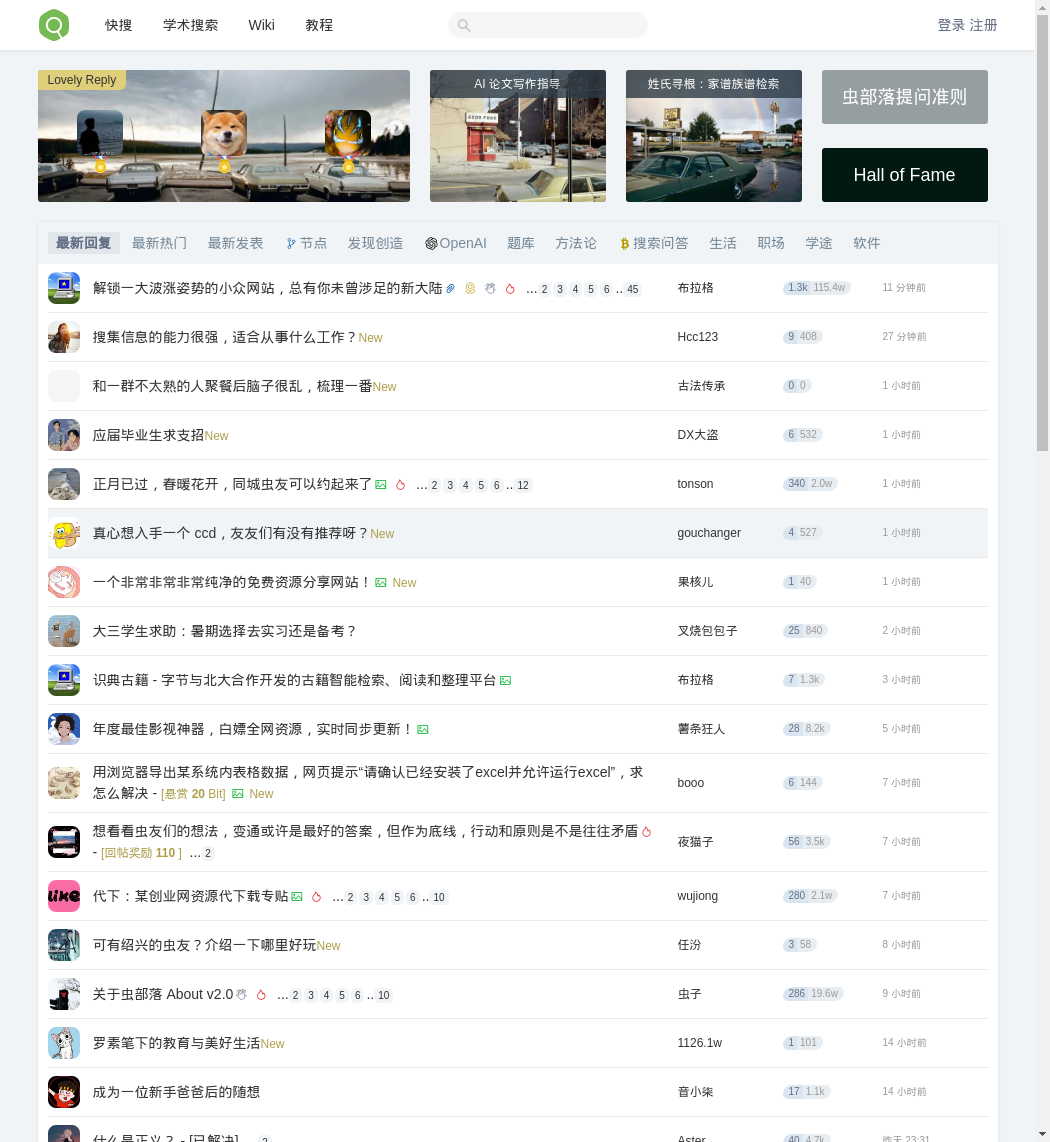 快搜 学术搜索 Wiki 教程 登录 注册
Lovely Reply
AI 论文写作指导
姓氏寻根：家谱族谱检索
虫部落提问准则
Hall of Fame
最新回复 最新热门 最新发表 节点 发现创造 OpenAI 题库 方法论 搜索问答 生活 职场 学途 软件
解锁一大波涨姿势的小众网站，总有你未曾涉足的新大陆 ...2 3 4 5 6 .. 45 布拉格 1.3k 115.4w 11 分钟前
搜集信息的能力很强，适合从事什么工作？New Hcc123 9 408 27 分钟前
和一群不太熟的人聚餐后脑子很乱，梳理一番New 古法传承 0 0 1 小时前
应届毕业生求支招New DX大盗 6 532 1 小时前
正月已过，春暖花开，同城虫友可以约起来了 ...2 3 4 5 6 .. 12 tonson 340 2.0w 1 小时前
真心想入手一个 ccd，友友们有没有推荐呀？New gouchanger 4 527 1 小时前
一个非常非常非常纯净的免费资源分享网站！ New 果核儿 1 40 1 小时前
大三学生求助：暑期选择去实习还是备考？ 叉烧包包子 25 840 2 小时前
识典古籍 - 字节与北大合作开发的古籍智能检索、阅读和整理平台 布拉格 7 1.3k 3 小时前
年度最佳影视神器，白嫖全网资源，实时同步更新！ 薯条狂人 28 8.2k 5 小时前
用浏览器导出某系统内表格数据，网页提示“请确认已经安装了excel并允许运行excel”，求
怎么解决 - [悬赏 20 Bit] New booo 6 144 7 小时前
想看看虫友们的想法，变通或许是最好的答案，但作为底线，行动和原则是不是往往矛盾
- [回帖奖励 110 ] ...2 夜猫子 56 3.5k 7 小时前
代下：某创业网资源代下载专贴 ...2 3 4 5 6 .. 10 wujiong 280 2.1w 7 小时前
可有绍兴的虫友？介绍一下哪里好玩New 任汾 3 58 8 小时前
关于虫部落 About v2.0 ...2 3 4 5 6 .. 10 虫子 286 19.6w 9 小时前
罗素笔下的教育与美好生活New 1126.1w 1 101 14 小时前
成为一位新手爸爸后的随想 音小柒 17 1.1k 14 小时前
什么是正义？ - [已解决] ...2 Aster 40 4.7k 昨天 23:31